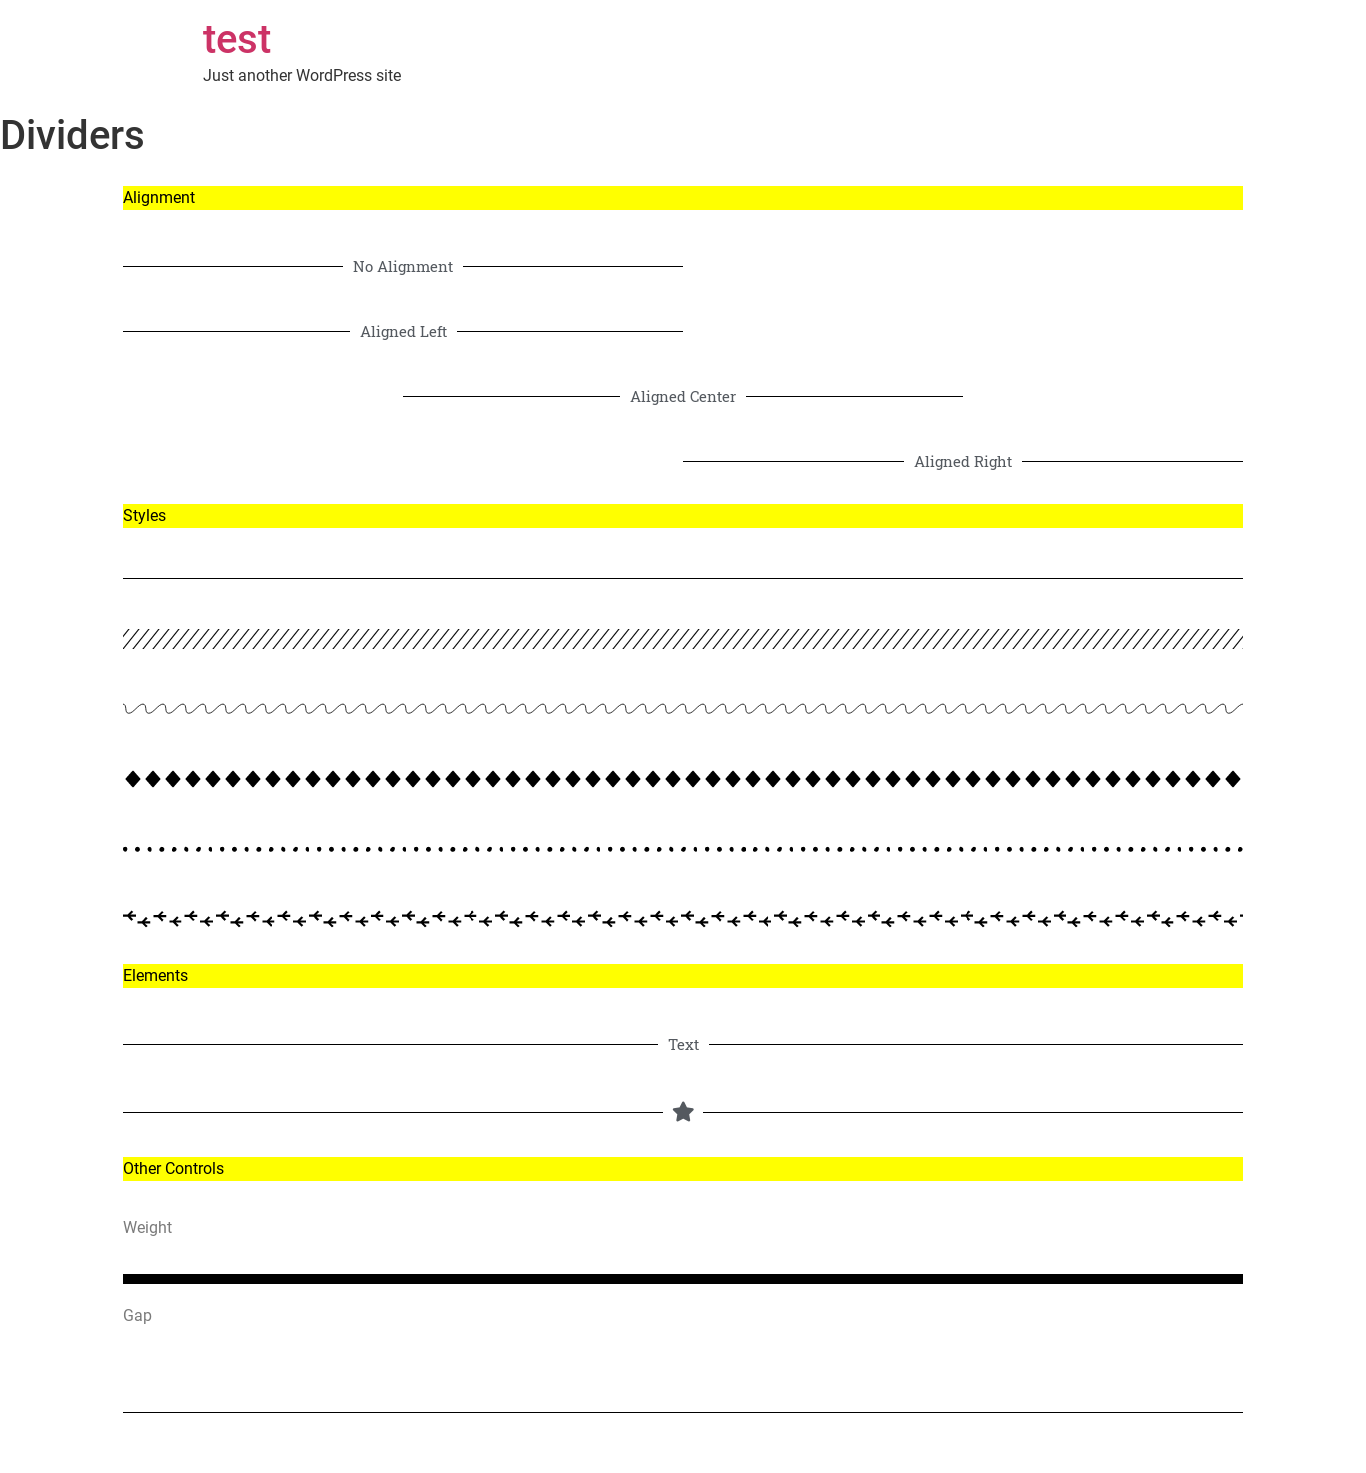 test
Just another WordPress site
Dividers
Alignment
No Alignment
Aligned Left
Aligned Center
Aligned Right
Styles
Elements
Text
Other Controls
Weight
Gap